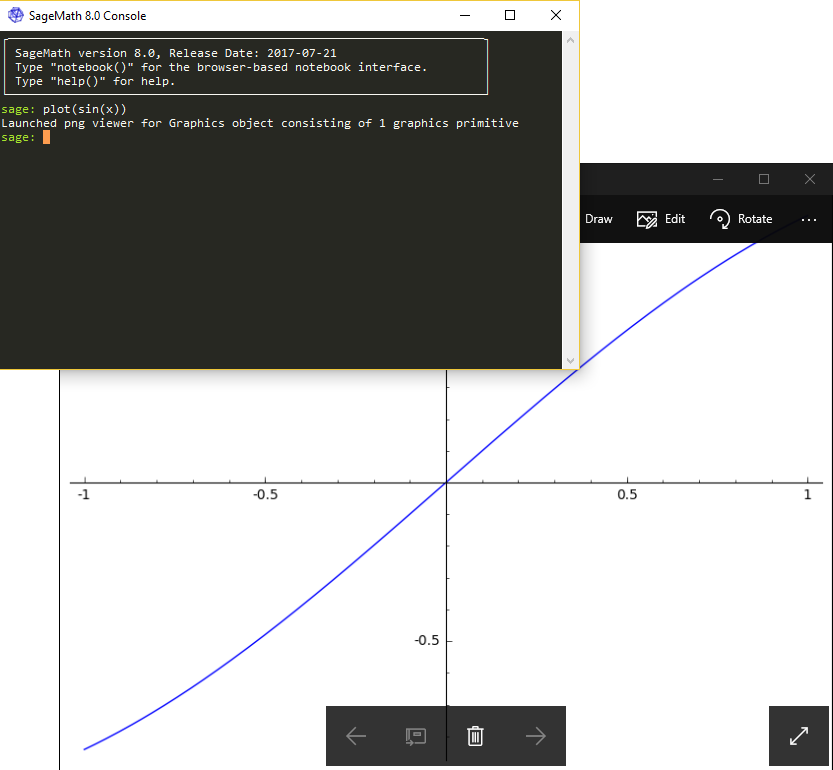 SageMath 8.0 Console
SageMath version 8.0, Release Date: 2017-07-21
Type "notebook()" for the browser-based notebook interface.
Type "help()" for help.
sage: plot(sin(x))
Launched png viewer for Graphics object consisting of 1 graphics primitive
sage:
Draw Edit Rotate ...
-1 -0.5 0.5 1
-0.5